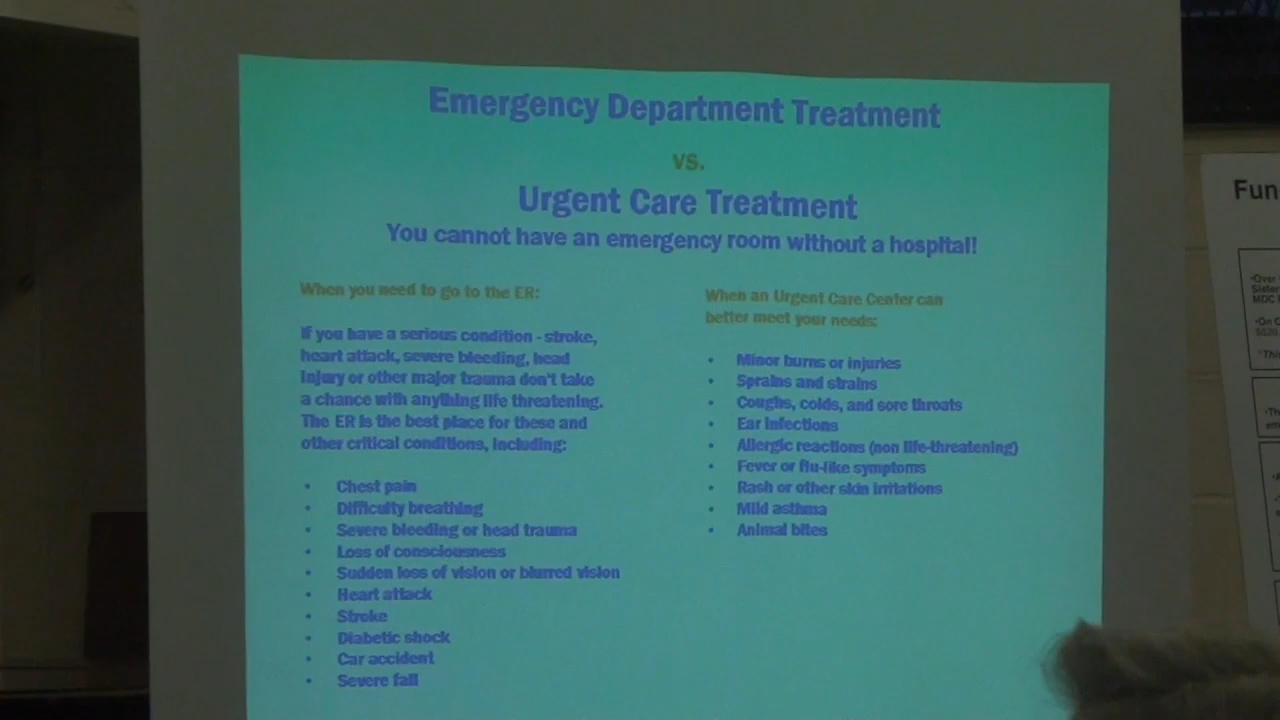 Emergency Department Treatment
vs.
Urgent Care Treatment
You cannot have an emergency room without a hospital!
When you need to go to the ER:
If you have a serious condition - stroke,
heart attack, severe bleeding, head
injury or other major trauma don't take
a chance with anything life threatening.
The ER is the best place for these and
other critical conditions, including:
• Chest pain
• Difficulty breathing
• Severe bleeding or head trauma
• Loss of consciousness
• Sudden loss of vision or blurred vision
• Heart attack
• Stroke
• Diabetic shock
• Car accident
• Severe fall
When an Urgent Care Center can
better meet your needs:
• Minor burns or injuries
• Sprains and strains
• Coughs, colds, and sore throats
• Ear infections
• Allergic reactions (non life-threatening)
• Fever or flu-like symptoms
• Rash or other skin irritations
• Mild asthma
• Animal bites
Fun
•Over
Sister
MDC